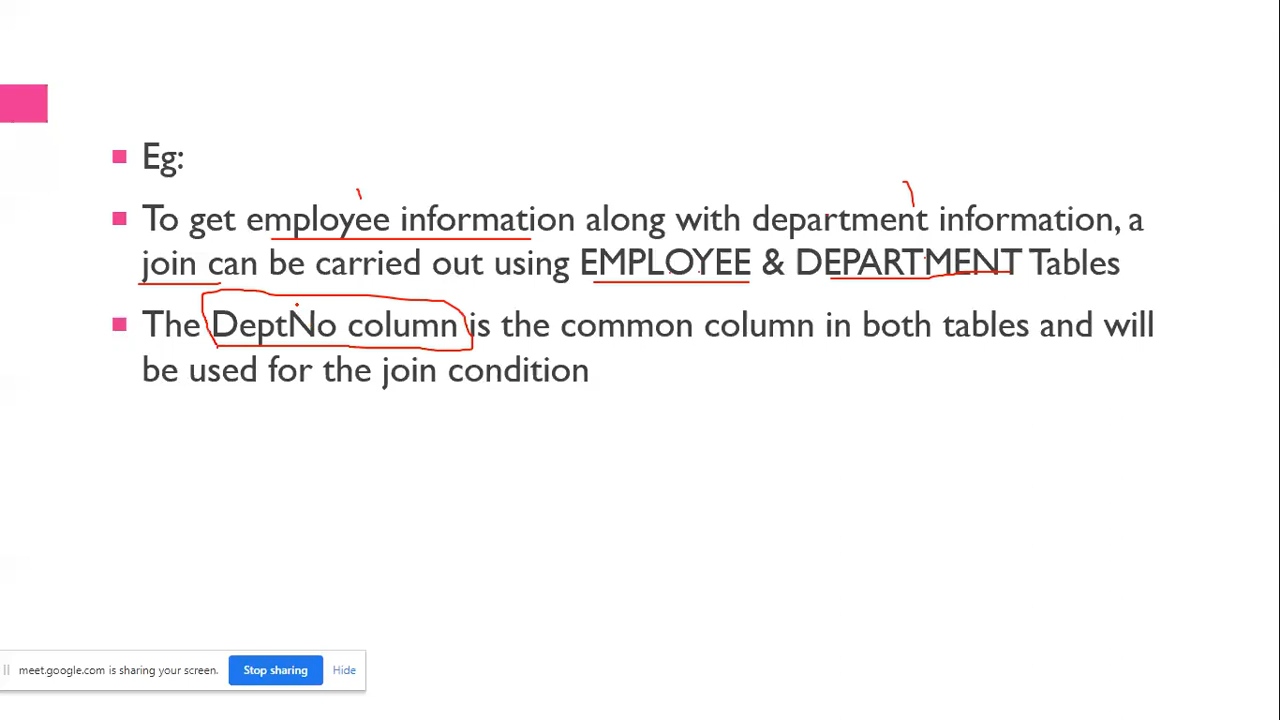 Eg:
To get employee information along with department information, a
join can be carried out using EMPLOYEE & DEPARTMENT Tables
The DeptNo column is the common column in both tables and will
be used for the join condition
meet.google.com is sharing your screen.
Stop sharing
Hide